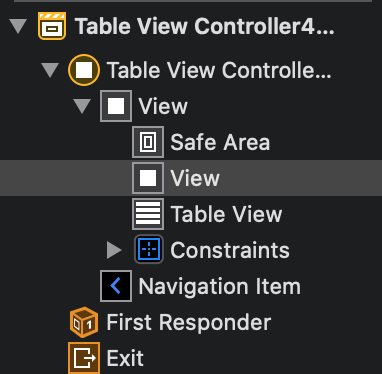 Table View Controller4...
Table View Controlle...
View
Safe Area
View
Table View
Constraints
Navigation Item
First Responder
Exit